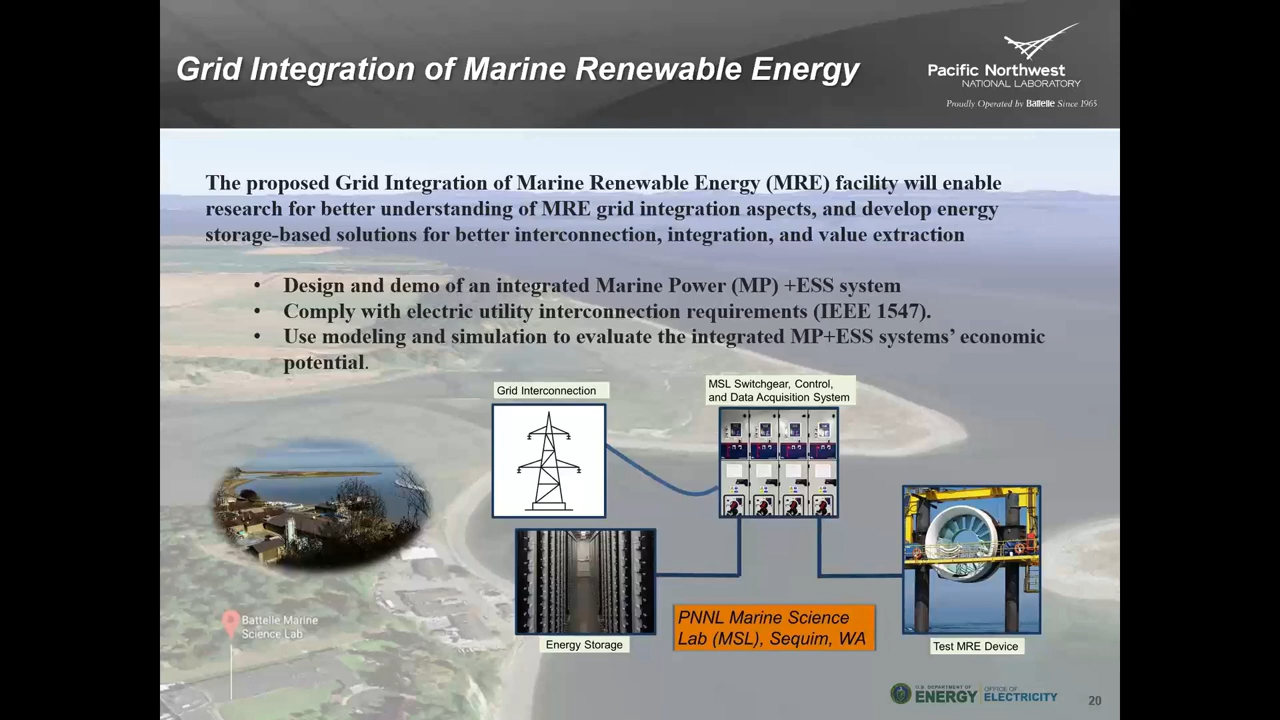 Grid Integration of Marine Renewable Energy
Pacific Northwest
NATIONAL LABORATORY
Proudly Operated by Battelle Since 1965
The proposed Grid Integration of Marine Renewable Energy (MRE) facility will enable
research for better understanding of MRE grid integration aspects, and develop energy
storage-based solutions for better interconnection, integration, and value extraction
• Design and demo of an integrated Marine Power (MP) +ESS system
• Comply with electric utility interconnection requirements (IEEE 1547).
• Use modeling and simulation to evaluate the integrated MP+ESS systems’ economic
potential.
Grid Interconnection
MSL Switchgear, Control,
and Data Acquisition System
Energy Storage
PNNL Marine Science
Lab (MSL), Sequim, WA
Test MRE Device
Battelle Marine
Science Lab
U.S. DEPARTMENT OF
ENERGY
OFFICE OF
ELECTRICITY
20